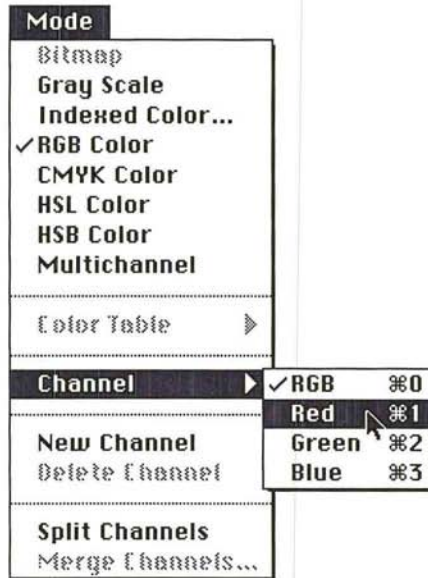 Mode
Bitmap
Gray Scale
Indexed Color...
✓RGB Color
CMYK Color
HSL Color
HSB Color
Multichannel
Color Table
Channel
✓RGB ⌘0
Red ⌘1
Green ⌘2
Blue ⌘3
New Channel
Delete Channel
Split Channels
Merge Channels...